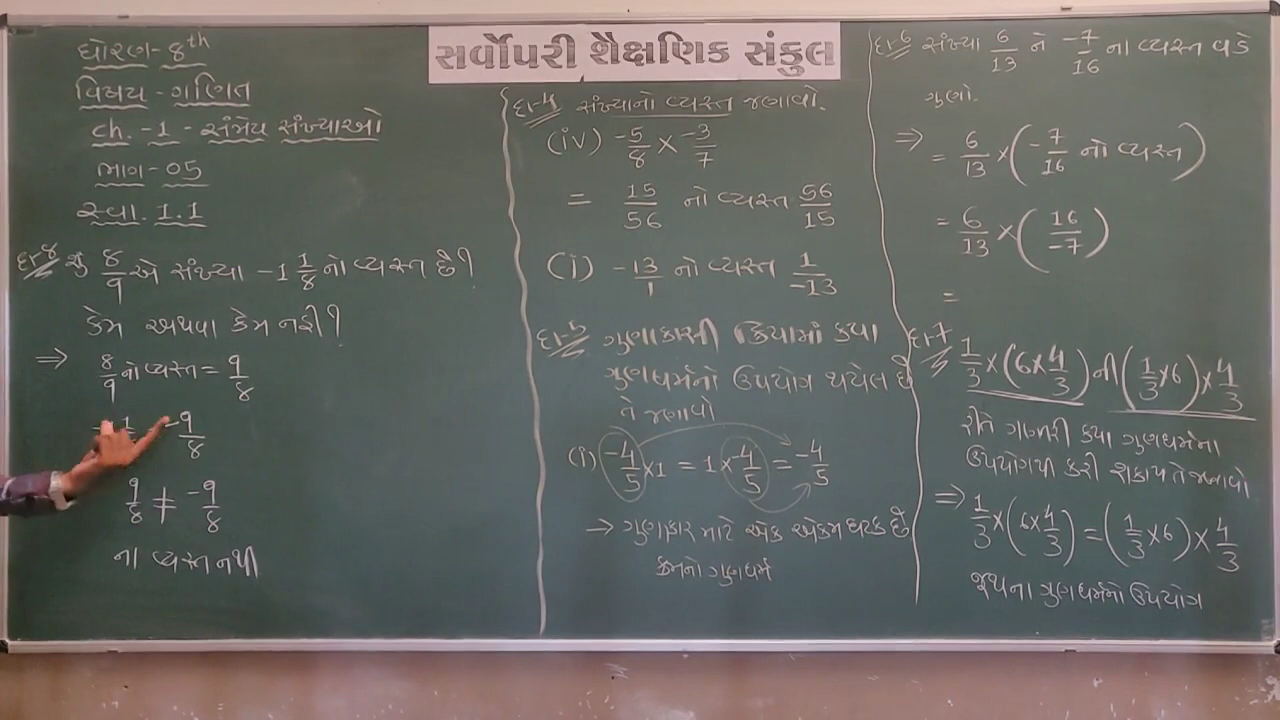 સર્વોપરી શૈક્ષણિક સંકુલ
ધોરણ - 8th
વિષય - ગણિત
ch. - 1 - સંમેય સંખ્યાઓ
ભાગ - 05
સ્વા. 1.1
દા-8 શું 8/9 એ સંખ્યા -1 1/8 નો વ્યસ્ત છે?
કેમ અથવા કેમ નહી?
⇒ 8/9 નો વ્યસ્ત = 9/8
-9/8
9/8 ≠ -9/8
ના વ્યસ્ત નથી
દા-4 સંખ્યાનો વ્યસ્ત જણાવો.
(iv) -5/8 × -3/7
= 15/56 નો વ્યસ્ત 56/15
(i) -13/1 નો વ્યસ્ત 1/-13
દા-5 ગુણાકારની ક્રિયામાં કયા
ગુણધર્મનો ઉપયોગ થયેલ છે
તે જણાવો
(i) -4/5 × 1 = 1 × -4/5 = -4/5
→ ગુણાકાર માટે એક એકમ ઘટક છે
ક્રમનો ગુણધર્મ
દા-6 સંખ્યા 6/13 ને -7/16 ના વ્યસ્ત વડે
ગુણો.
⇒ = 6/13 × (-7/16 નો વ્યસ્ત)
= 6/13 × (16/-7)
=
દા-7 1/3 × (6 × 4/3) ની (1/3 × 6) × 4/3
રીતે ગણતરી કયા ગુણધર્મના
ઉપયોગથી કરી શકાય તે જણાવો
⇒ 1/3 × (6 × 4/3) = (1/3 × 6) × 4/3
જૂથના ગુણધર્મનો ઉપયોગ